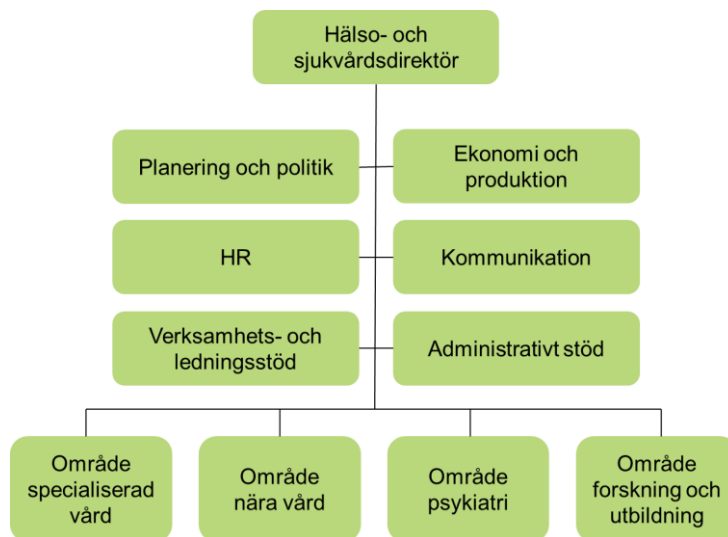 Hälso- och
sjukvårdsdirektör
Planering och politik
Ekonomi och
produktion
HR
Kommunikation
Verksamhets- och
ledningsstöd
Administrativt stöd
Område
specialiserad
vård
Område
nära vård
Område
psykiatri
Område
forskning och
utbildning